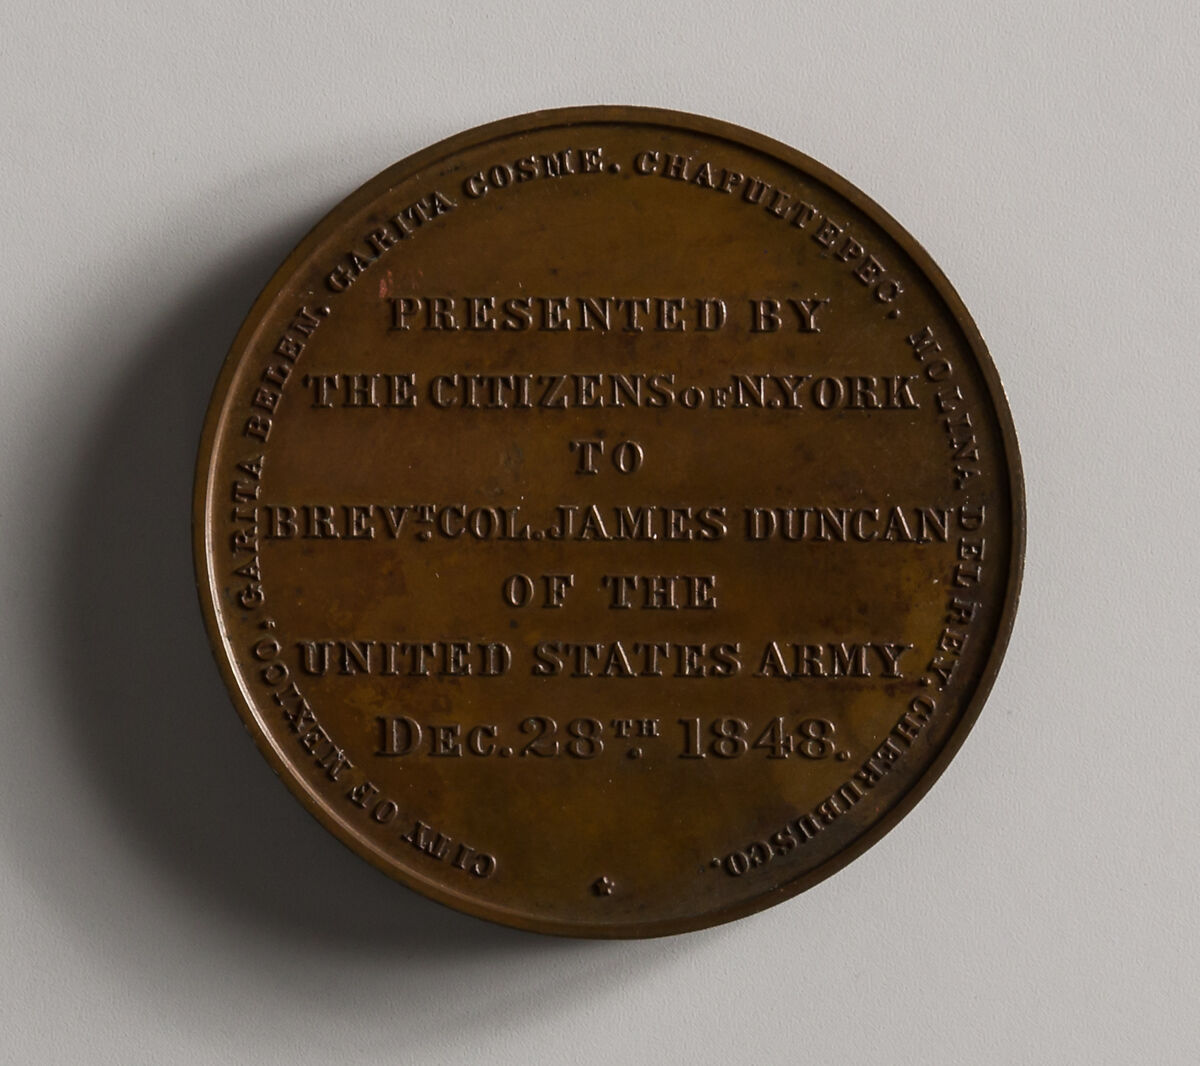 CITY OF MEXICO, GARITA BELEN. GARITA COSME. CHAPULTEPEC. MOLINA DEL REY. CHERUBUSCO.
PRESENTED BY
THE CITIZENS OF N.YORK
TO
BREVT. COL. JAMES DUNCAN
OF THE
UNITED STATES ARMY
DEC. 28TH. 1848.